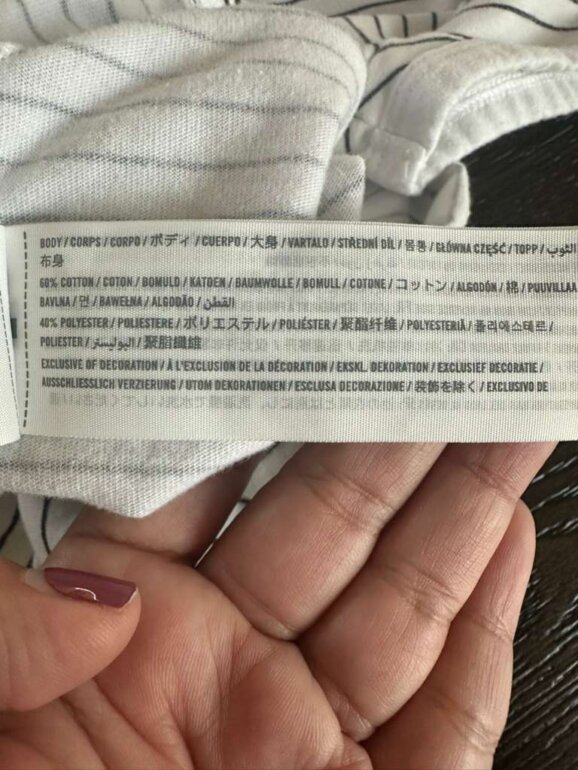 BODY / CORPS / CORPO / ボディ / CUERPO / 大身 / VARTALO / STŘEDNÍ DÍL / 몸통 / GŁÓWNA CZĘŚĆ / TOPP / الثوب /
布身
60% COTTON / COTON / BOMULD / KATOEN / BAUMWOLLE / BOMULL / COTONE / コットン / ALGODÓN / 棉 / PUUVILLAA
BAVLNA / 면 / BAWEŁNA / ALGODÃO / القطن
40% POLYESTER / POLIESTERE / ポリエステル / POLIÉSTER / 聚酯纤维 / POLYESTERIÄ / 폴리에스테르 /
POLIESTER / البوليستر / 聚酯纖維
EXCLUSIVE OF DECORATION / À L'EXCLUSION DE LA DÉCORATION / EKSKL. DEKORATION / EXCLUSIEF DECORATIE /
AUSSCHLIESSLICH VERZIERUNG / UTOM DEKORATIONEN / ESCLUSA DECORAZIONE / 装飾を除く / EXCLUSIVO DE